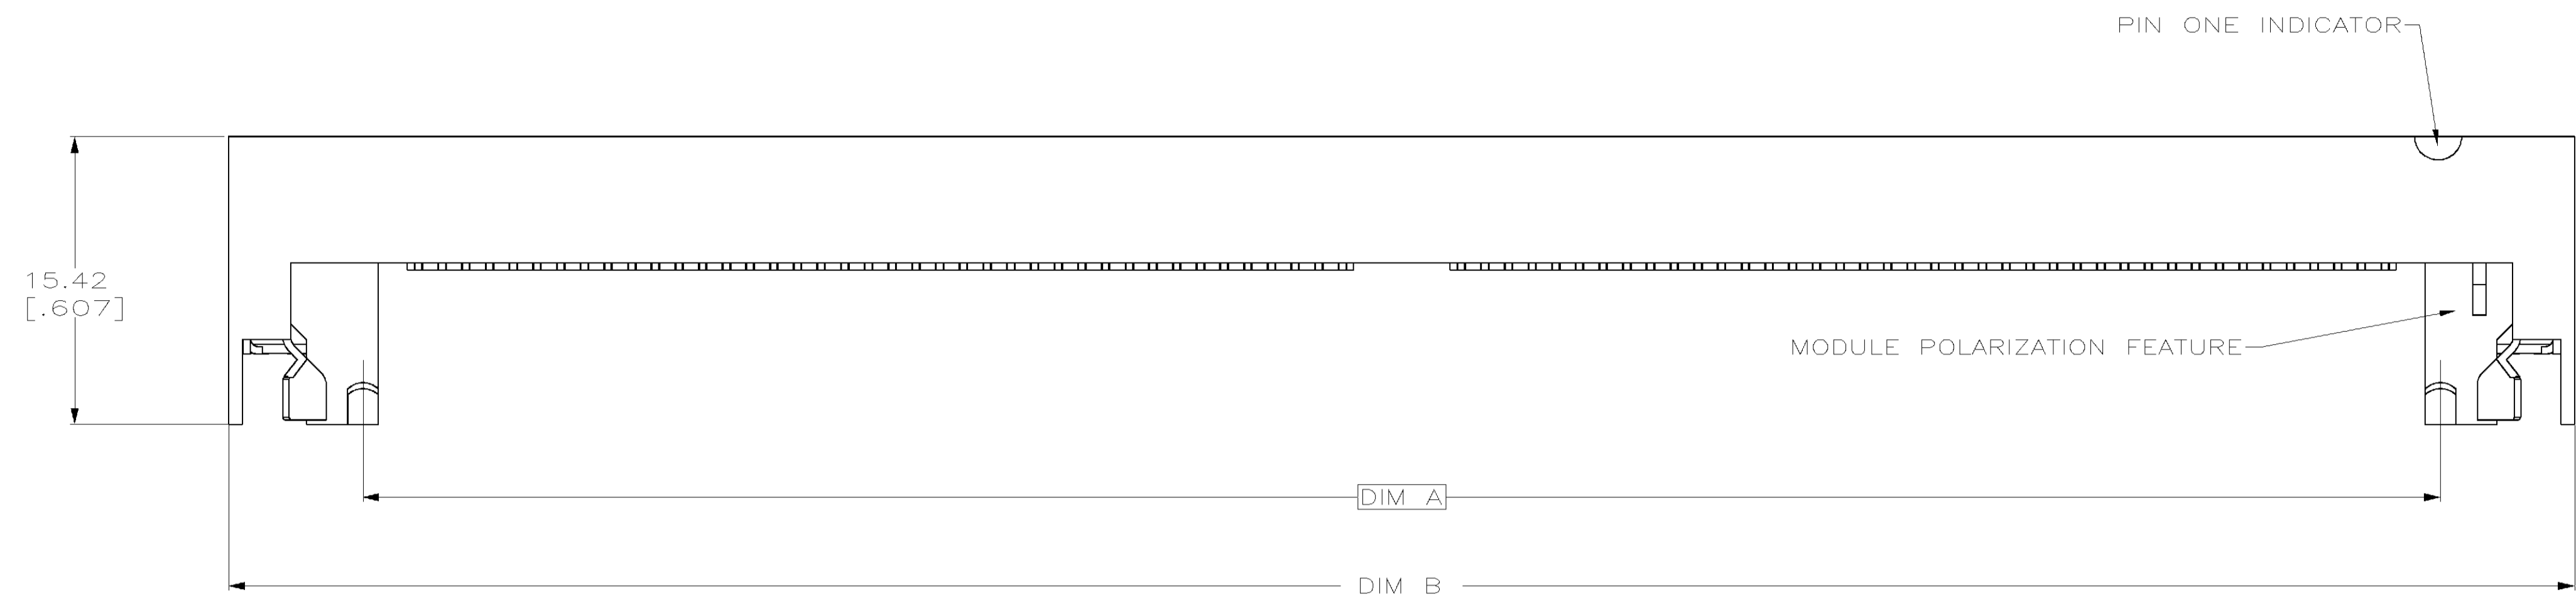 PIN ONE INDICATOR
15.42
[.607]
MODULE POLARIZATION FEATURE
DIM A
DIM B